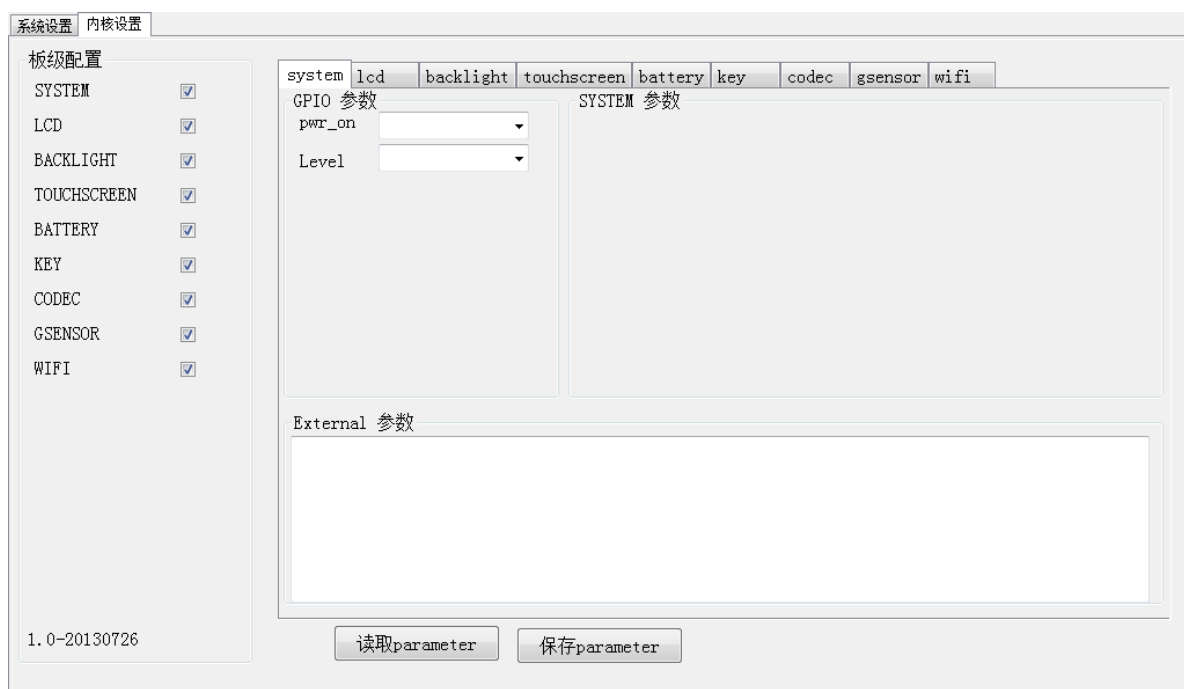 系统设置 内核设置
板级配置
SYSTEM
LCD
BACKLIGHT
TOUCHSCREEN
BATTERY
KEY
CODEC
GSENSOR
WIFI
1.0-20130726
system lcd backlight touchscreen battery key codec gsensor wifi
GPIO 参数
pwr_on
Level
SYSTEM 参数
External 参数
读取parameter 保存parameter